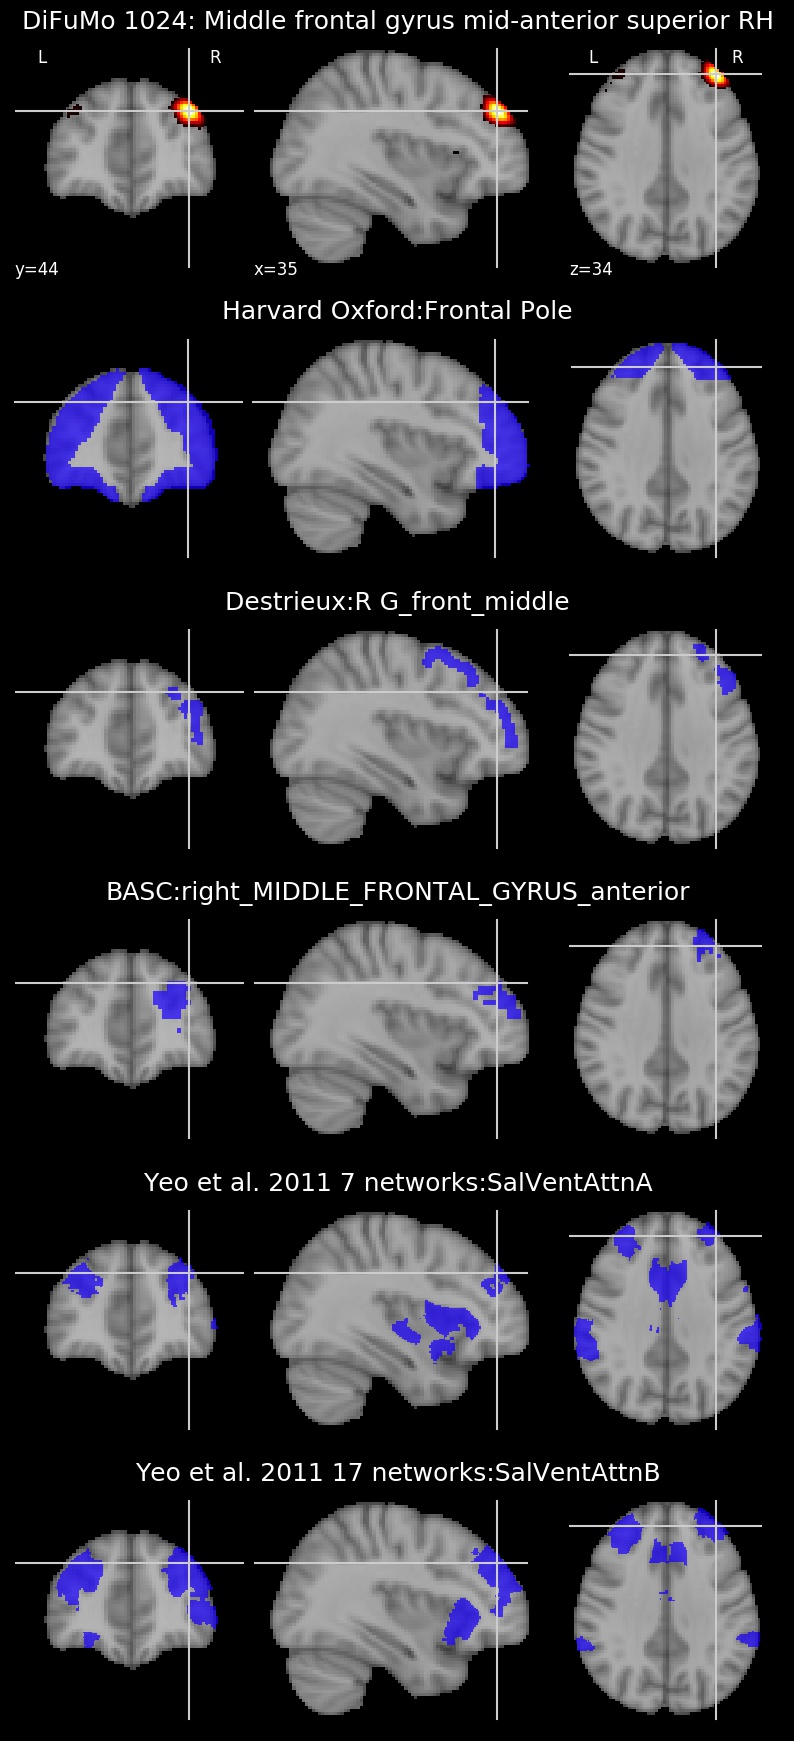 DiFuMo 1024: Middle frontal gyrus mid-anterior superior RH
L R L R
y=44 x=35 z=34
Harvard Oxford:Frontal Pole
Destrieux:R G_front_middle
BASC:right_MIDDLE_FRONTAL_GYRUS_anterior
Yeo et al. 2011 7 networks:SalVentAttnA
Yeo et al. 2011 17 networks:SalVentAttnB